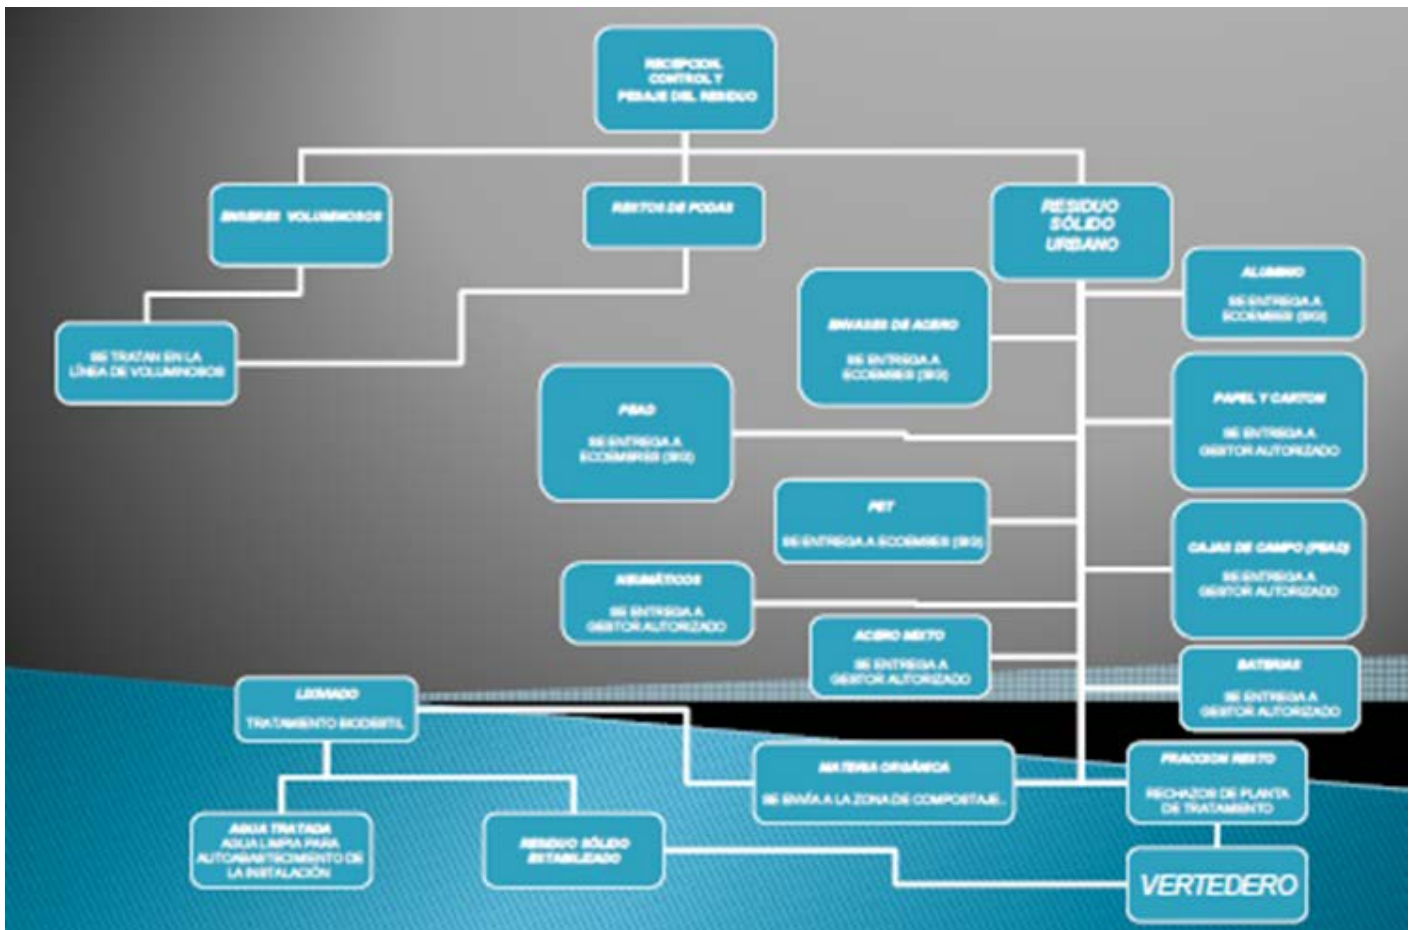 RECEPCION,
CONTROL Y
PESAJE DEL RESIDUO
ENSERES VOLUMINOSOS
RESTOS DE PODAS
RESIDUO
SÓLIDO
URBANO
ALUMINIO
SE ENTREGA A
ECOEMBES (SIG)
ENVASES DE ACERO
SE ENTREGA A
ECOEMBES (SIG)
SE TRATAN EN LA
LÍNEA DE VOLUMINOSOS
PEAD
SE ENTREGA A
ECOEMBRES (SIG)
PAPEL Y CARTON
SE ENTREGA A
GESTOR AUTORIZADO
PET
SE ENTREGA A ECOEMBES (SIG)
CAJAS DE CAMPO (PEAD)
SE ENTREGA A
GESTOR AUTORIZADO
NEUMÁTICOS
SE ENTREGA A
GESTOR AUTORIZADO
ACERO MIXTO
SE ENTREGA A
GESTOR AUTORIZADO
BATERIAS
SE ENTREGA A
GESTOR AUTORIZADO
LIXIVIADO
TRATAMIENTO BIODESTIL
MATERIA ORGÁNICA
SE ENVÍA A LA ZONA DE COMPOSTAJE..
FRACCION RESTO
RECHAZOS DE PLANTA
DE TRATAMIENTO
AGUA TRATADA
AGUA LIMPIA PARA
AUTOABASTECIMIENTO DE
LA INSTALACIÓN
RESIDUO SÓLIDO
ESTABILIZADO
VERTEDERO